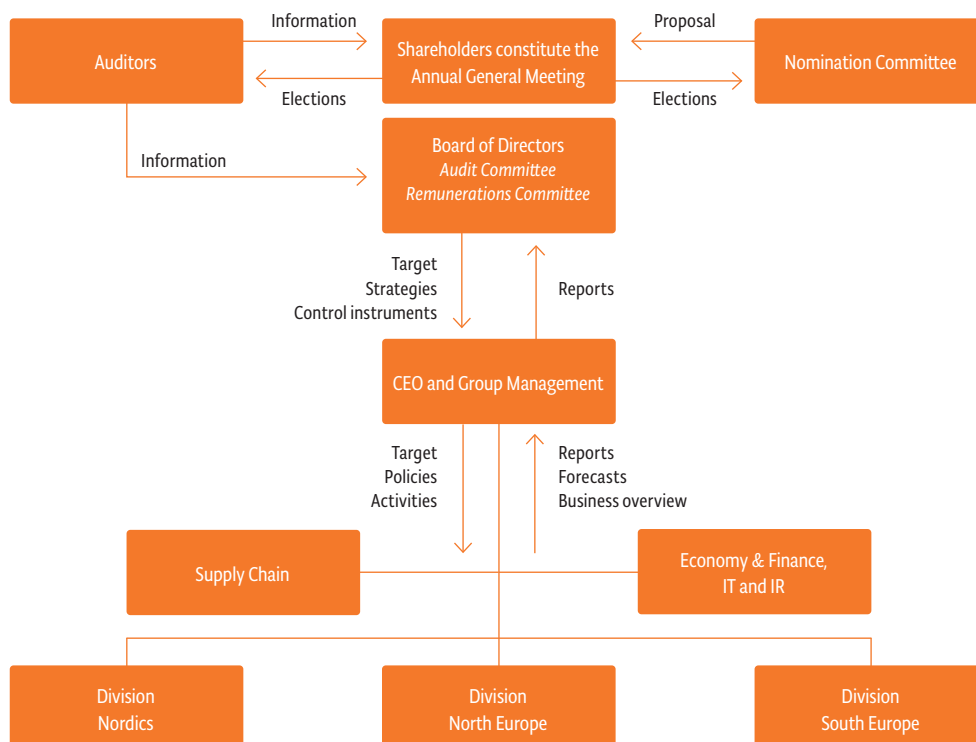 Information
Proposal
Auditors
Shareholders constitute the
Annual General Meeting
Nomination Committee
Elections
Elections
Information
Board of Directors
Audit Committee
Remunerations Committee
Target
Strategies
Control instruments
Reports
CEO and Group Management
Target
Policies
Activities
Reports
Forecasts
Business overview
Supply Chain
Economy & Finance,
IT and IR
Division
Nordics
Division
North Europe
Division
South Europe